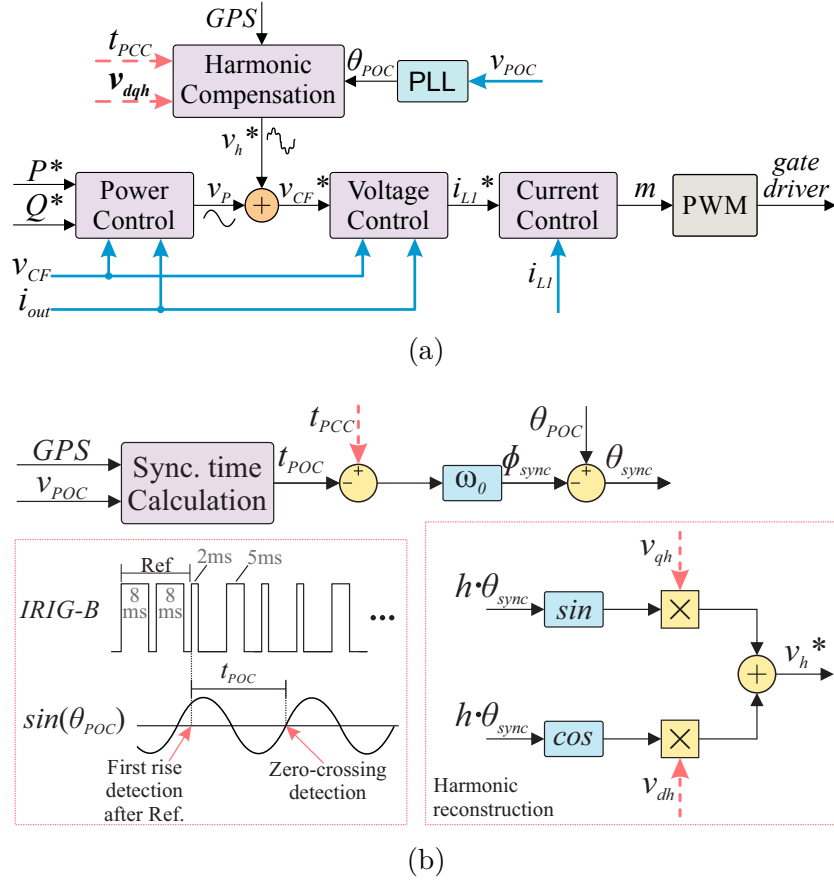 GPS
t_PCC
v_dqh
Harmonic
Compensation
θ_POC
PLL
v_POC
v_h*
P*
Q*
Power
Control
v_P
+
v_CF*
Voltage
Control
i_L1*
Current
Control
m
PWM
gate
driver
v_CF
i_out
i_L1
(a)
GPS
v_POC
Sync. time
Calculation
t_POC
t_PCC
+
-
ω_0
ϕ_sync
θ_POC
+
-
θ_sync
Ref
2ms
5ms
8
ms
8
ms
IRIG-B
...
t_POC
sin(θ_POC)
First rise
detection
after Ref.
Zero-crossing
detection
v_qh
h·θ_sync
sin
×
+
v_h*
h·θ_sync
cos
×
v_dh
Harmonic
reconstruction
(b)